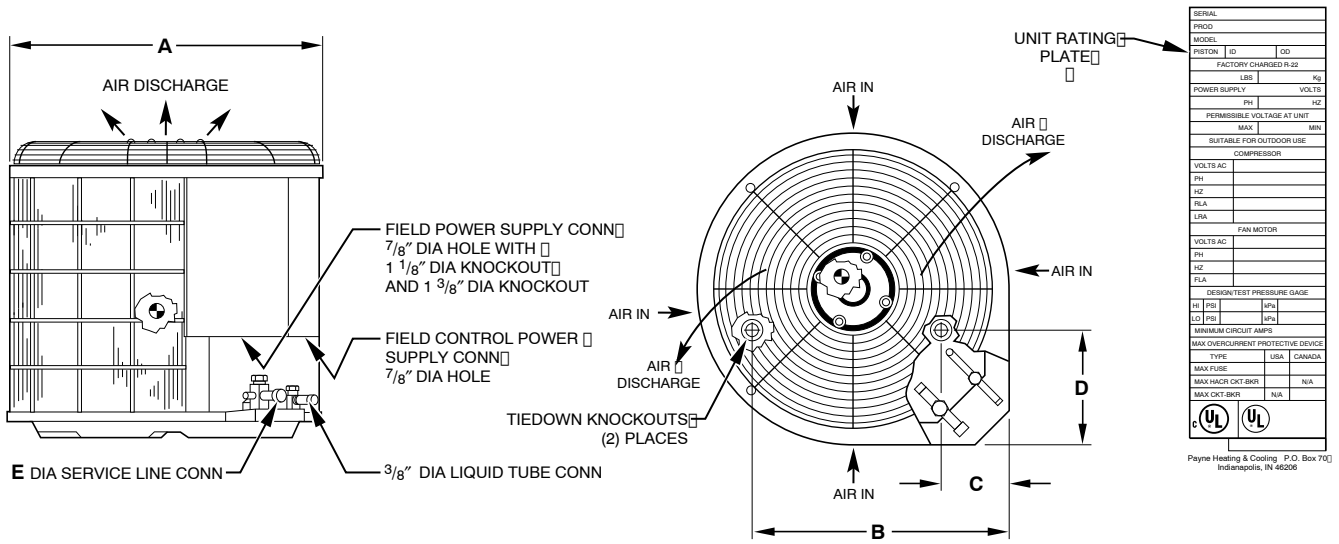 A
AIR DISCHARGE
FIELD POWER SUPPLY CONN▯
7/8″ DIA HOLE WITH ▯
1 1/8″ DIA KNOCKOUT▯
AND 1 3/8″ DIA KNOCKOUT
FIELD CONTROL POWER ▯
SUPPLY CONN▯
7/8″ DIA HOLE
E DIA SERVICE LINE CONN
3/8″ DIA LIQUID TUBE CONN
UNIT RATING▯
PLATE▯
▯
AIR IN
AIR ▯
DISCHARGE
AIR IN
AIR IN
AIR ▯
DISCHARGE
TIEDOWN KNOCKOUTS▯
(2) PLACES
AIR IN
D
C
B
SERIAL
PROD
MODEL
PISTON ID OD
FACTORY CHARGED R-22
LBS Kg
POWER SUPPLY VOLTS
PH HZ
PERMISSIBLE VOLTAGE AT UNIT
MAX MIN
SUITABLE FOR OUTDOOR USE
COMPRESSOR
VOLTS AC
PH
HZ
RLA
LRA
FAN MOTOR
VOLTS AC
PH
HZ
FLA
DESIGN/TEST PRESSURE GAGE
HI PSI kPa
LO PSI kPa
MINIMUM CIRCUIT AMPS
MAX OVERCURRENT PROTECTIVE DEVICE
TYPE USA CANADA
MAX FUSE
MAX HACR CKT-BKR N/A
MAX CKT-BKR N/A
C UL UL
Payne Heating & Cooling P.O. Box 70▯
Indianapolis, IN 46206